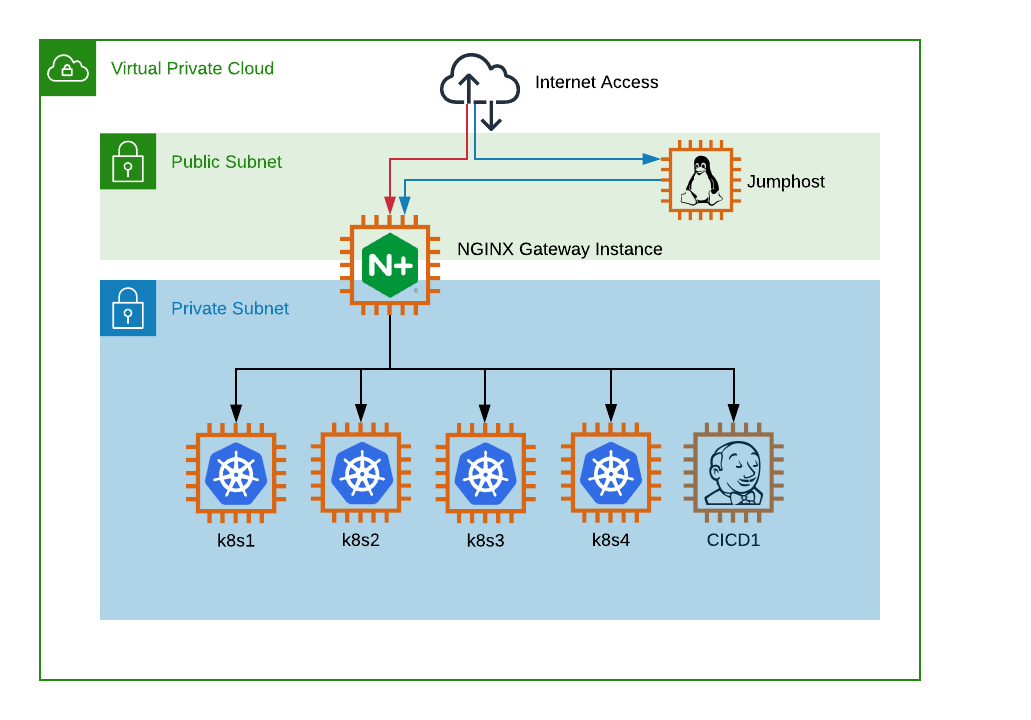 Virtual Private Cloud
Internet Access
Public Subnet
Jumphost
NGINX Gateway Instance
N+
®
Private Subnet
k8s1
k8s2
k8s3
k8s4
CICD1